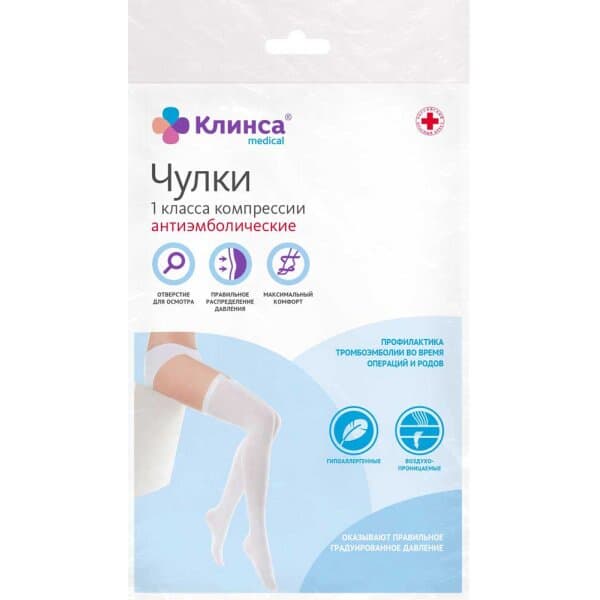 Клинса®
medical
Чулки
1 класса компрессии
антиэмболические
ОТВЕРСТИЕ
ДЛЯ ОСМОТРА
ПРАВИЛЬНОЕ
РАСПРЕДЕЛЕНИЕ
ДАВЛЕНИЯ
МАКСИМАЛЬНЫЙ
КОМФОРТ
ПРОФИЛАКТИКА
ТРОМБОЭМБОЛИИ ВО ВРЕМЯ
ОПЕРАЦИЙ И РОДОВ
ГИПОАЛЛЕРГЕННЫЕ
ВОЗДУХО-
ПРОНИЦАЕМЫЕ
ОКАЗЫВАЮТ ПРАВИЛЬНОЕ
ГРАДУИРОВАННОЕ ДАВЛЕНИЕ